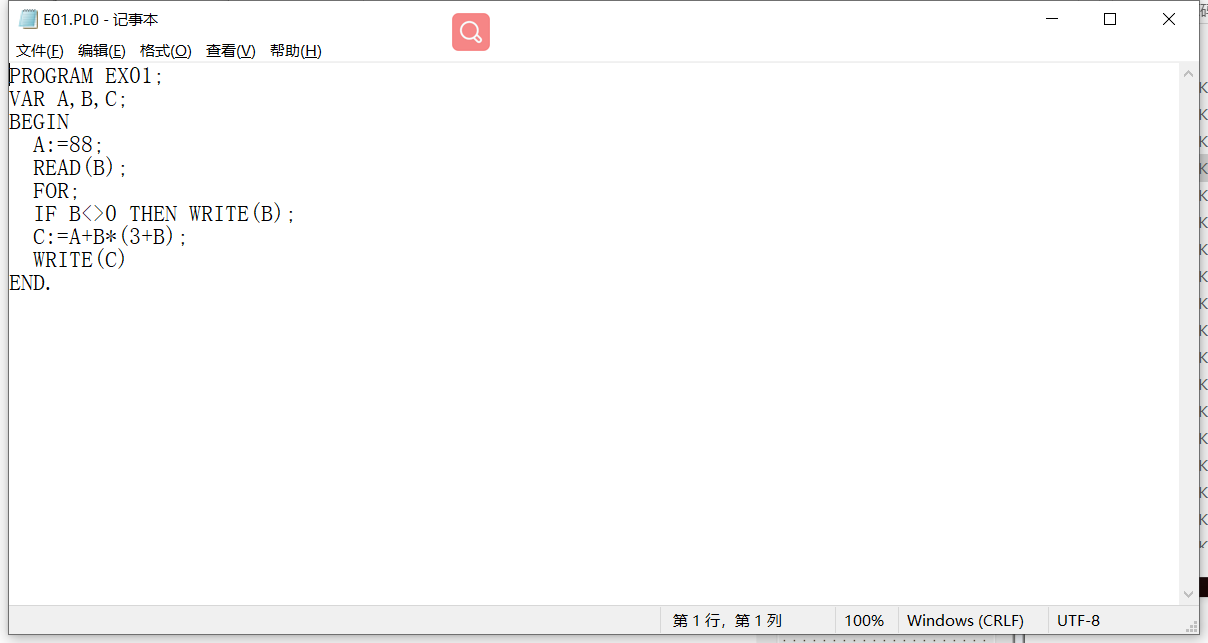 E01.PL0 - 记事本
文件(F) 编辑(E) 格式(O) 查看(V) 帮助(H)
PROGRAM EX01;
VAR A,B,C;
BEGIN
  A:=88;
  READ(B);
  FOR;
  IF B<>0 THEN WRITE(B);
  C:=A+B*(3+B);
  WRITE(C)
END.
第 1 行，第 1 列 100% Windows (CRLF) UTF-8